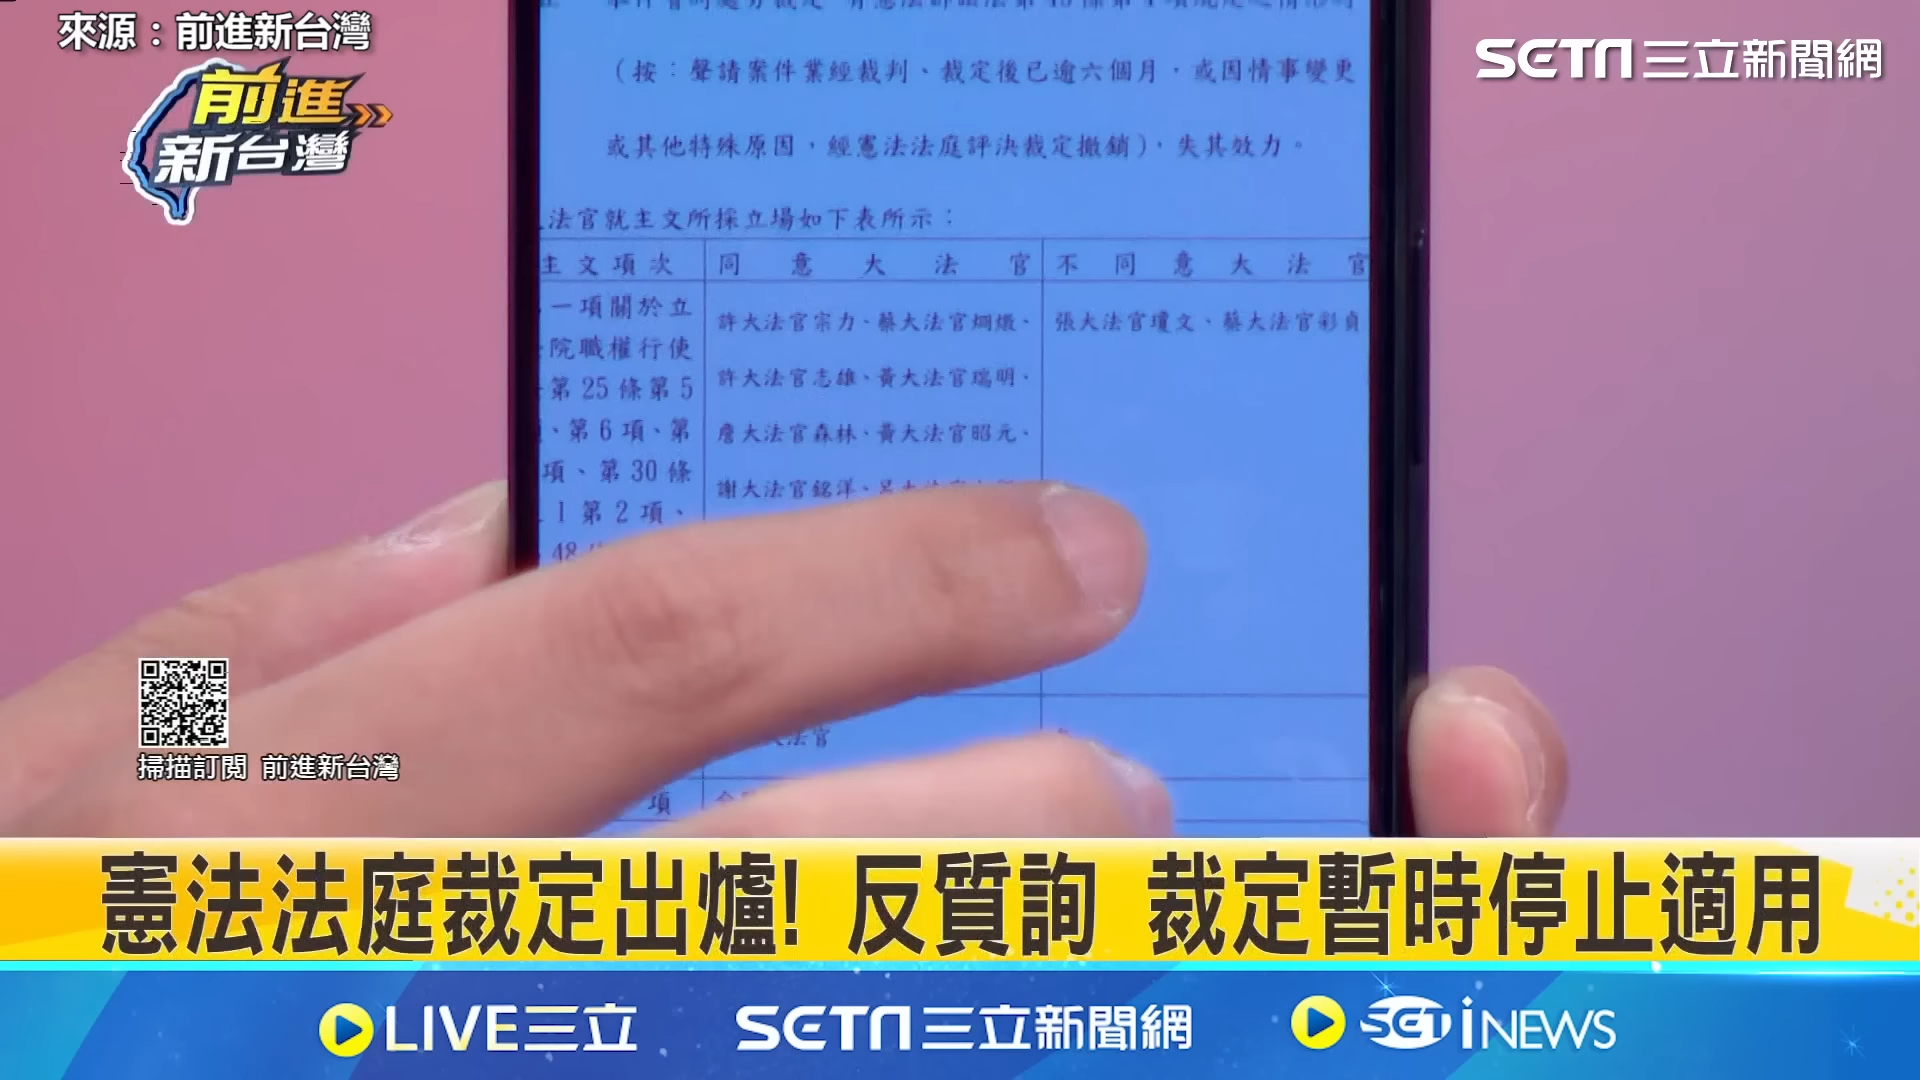 來源：前進新台灣
前進
新台灣
SETN三立新聞網
（按：聲請案件業經裁判、裁定後已逾六個月，或因情事變更
或其他特殊原因，經憲法法庭評決裁定撤銷），失其效力。
法官就主文所採立場如下表所示：
主文項次 同意大法官 不同意大法官
一項關於立
院職權行使
第25條第5
、第6項、第
項、第30條
1第2項、
48
許大法官宗力、蔡大法官烱燉、
許大法官志雄、黃大法官瑞明、
詹大法官森林、黃大法官昭元、
謝大法官銘洋、
張大法官瓊文、蔡大法官彩貞
法官
項
掃描訂閱 前進新台灣
憲法法庭裁定出爐! 反質詢 裁定暫時停止適用
LIVE三立 SETN三立新聞網 SETiNEWS